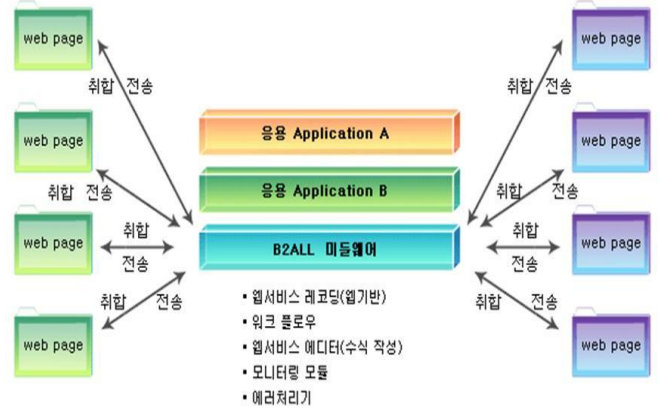 web page
web page
취합 전송
취합 전송
응용 Application A
web page
web page
응용 Application B
취합 전송
취합 전송
web page
취합
전송
B2ALL 미들웨어
취합
전송
web page
▪ 웹서비스 레코딩(웹기반)
취합 전송
취합 전송
▪ 워크 플로우
web page
▪ 웹서비스 에디터(수식 작성)
web page
▪ 모니터링 모듈
▪ 에러처리기